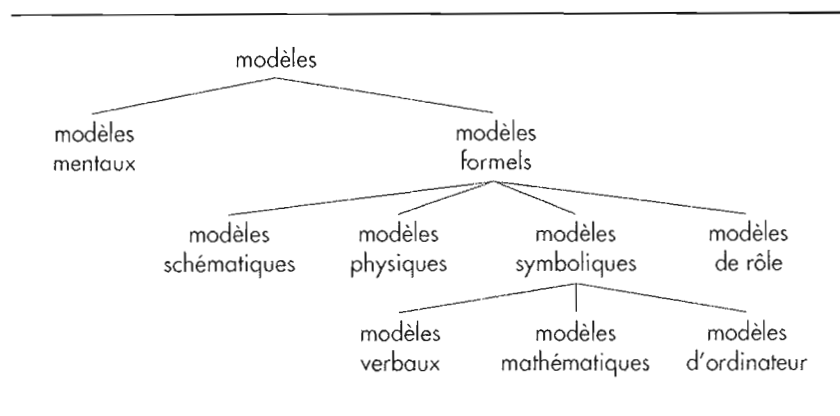 modèles
modèles
mentaux
modèles
formels
modèles
schématiques
modèles
physiques
modèles
symboliques
modèles
de rôle
modèles
verbaux
modèles
mathématiques
modèles
d'ordinateur